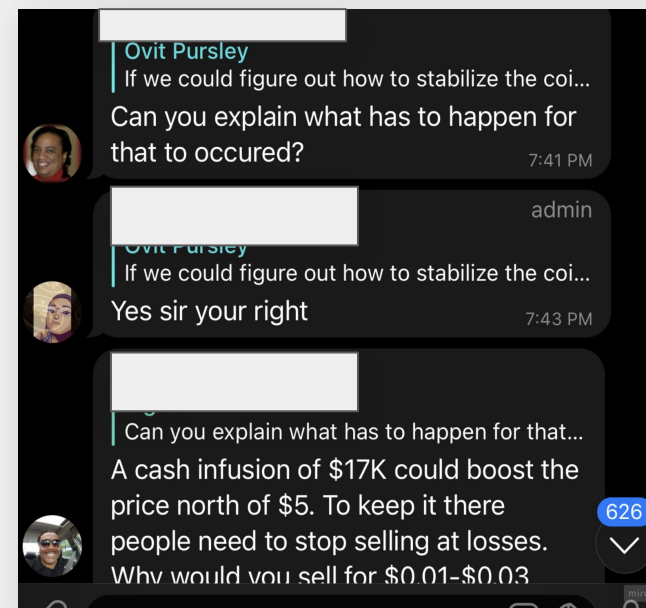 Ovit Pursley
If we could figure out how to stabilize the coi...
Can you explain what has to happen for
that to occured?
7:41 PM
admin
Ovit Pursley
If we could figure out how to stabilize the coi...
Yes sir your right
7:43 PM
Can you explain what has to happen for that...
A cash infusion of $17K could boost the
price north of $5. To keep it there
people need to stop selling at losses.
626
Why would you sell for $0.01-$0.03